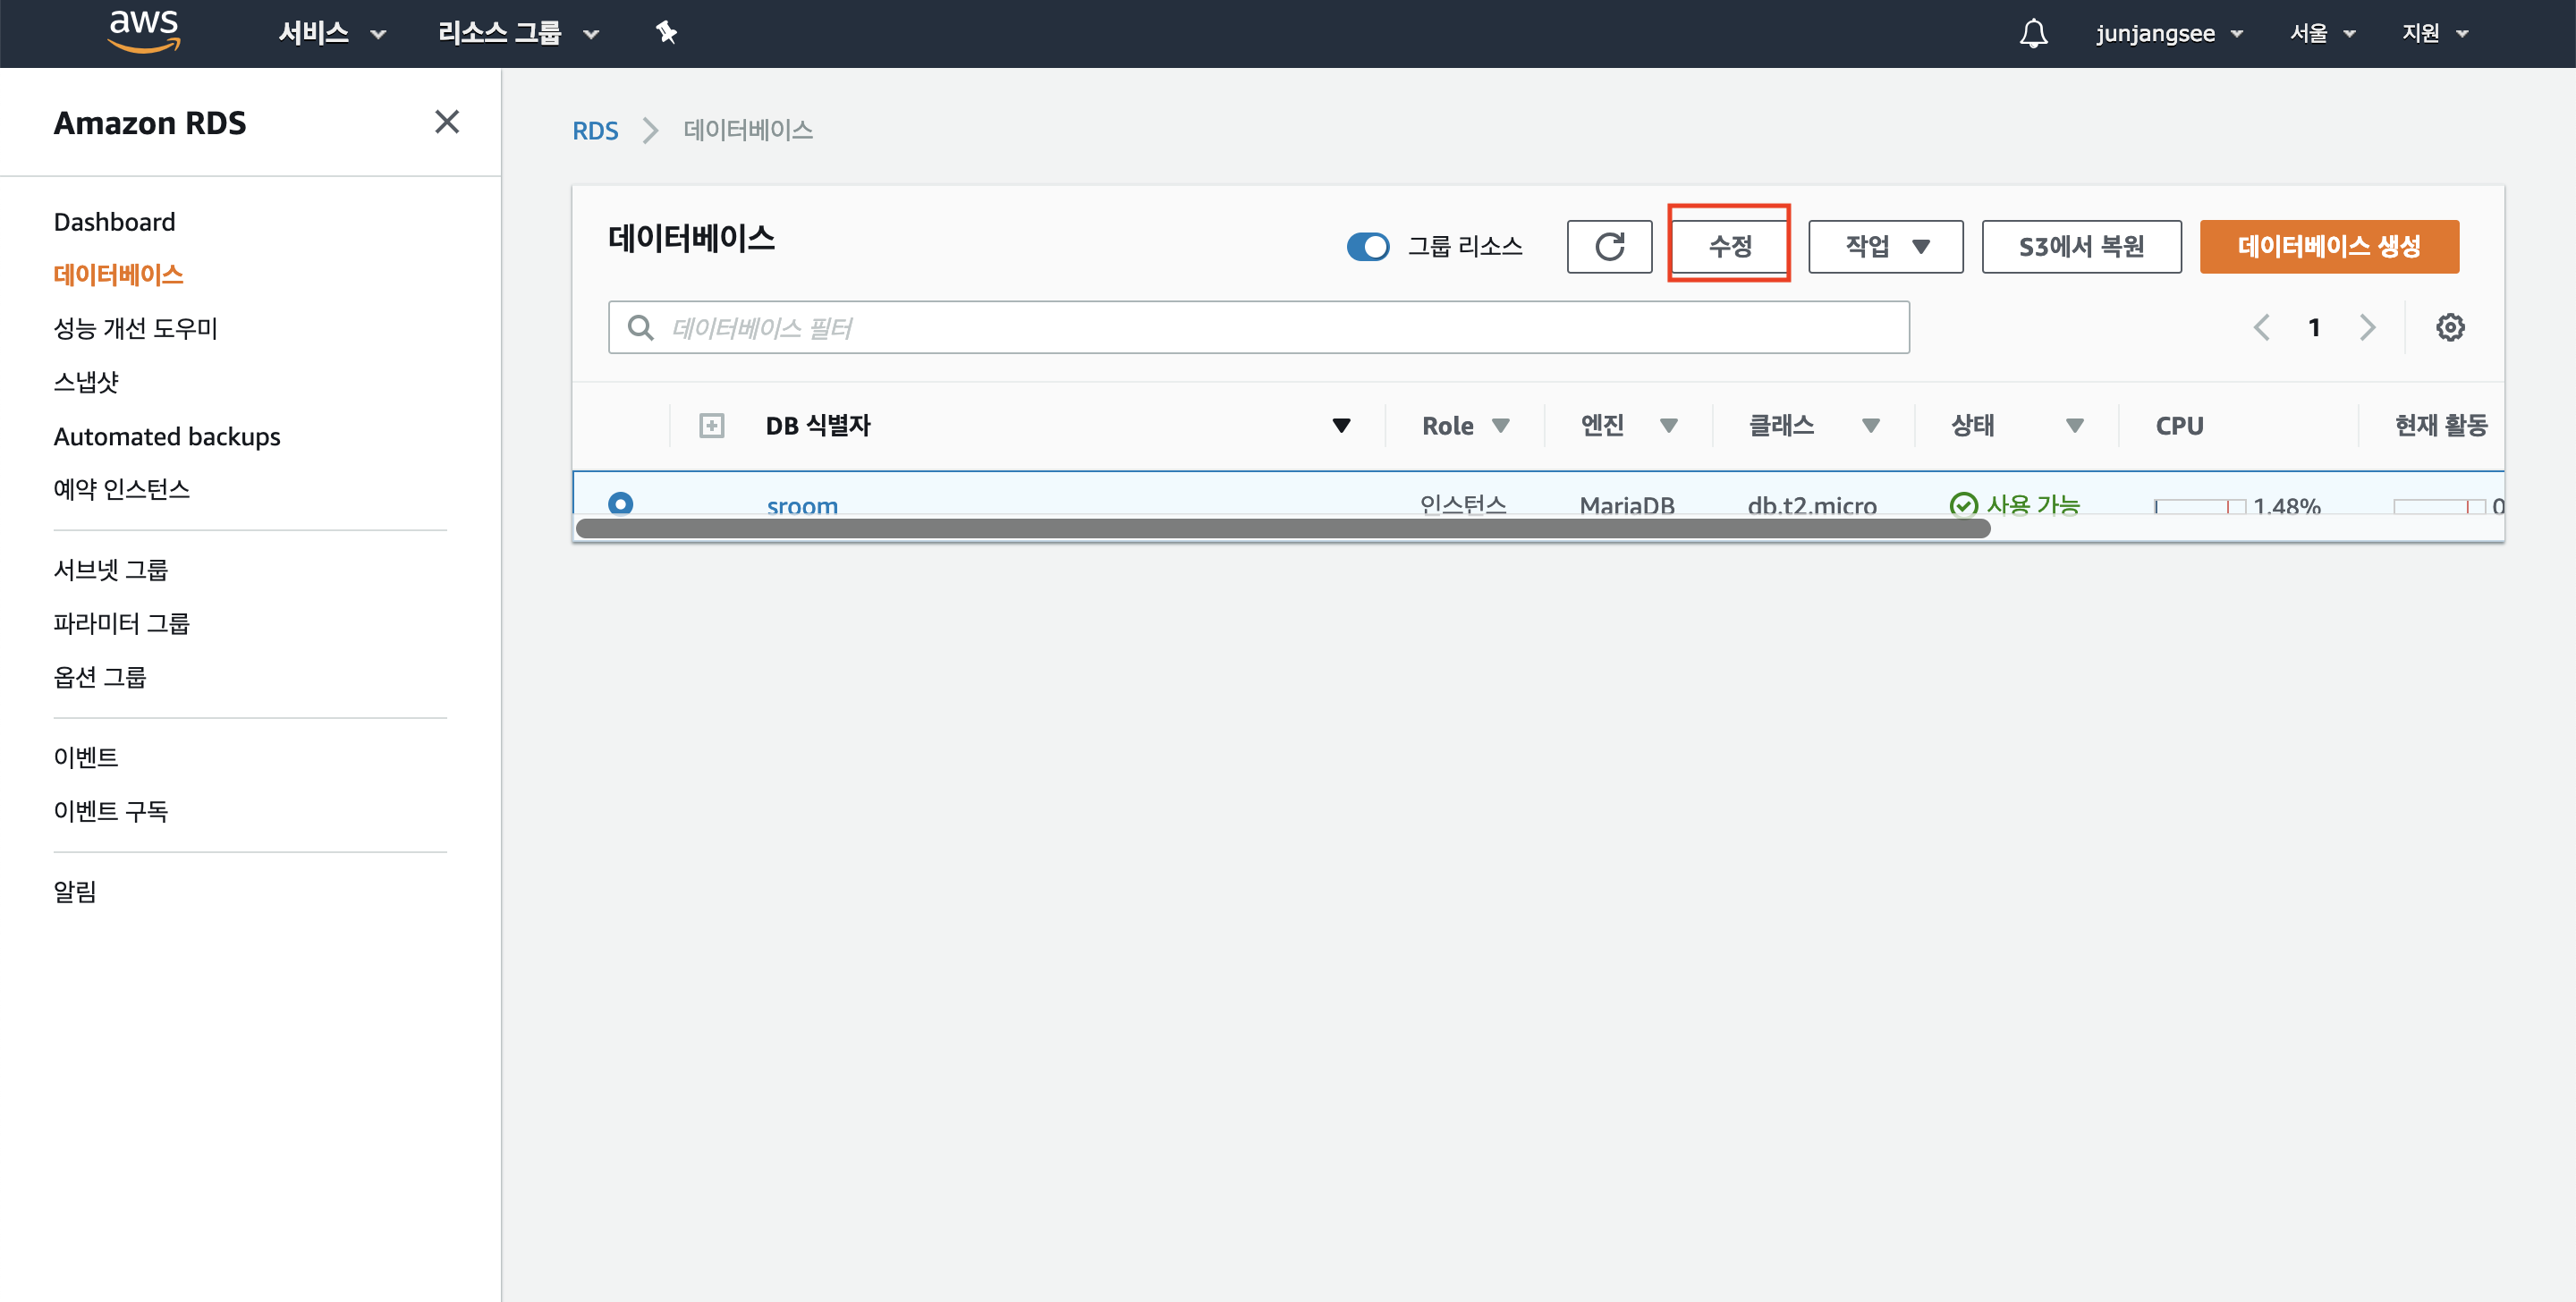 aws 서비스 리소스 그룹 junjangsee 서울 지원
Amazon RDS
Dashboard
데이터베이스
성능 개선 도우미
스냅샷
Automated backups
예약 인스턴스
서브넷 그룹
파라미터 그룹
옵션 그룹
이벤트
이벤트 구독
알림
RDS 데이터베이스
데이터베이스 그룹 리소스 수정 작업 S3에서 복원 데이터베이스 생성
데이터베이스 필터 1
DB 식별자 Role 엔진 클래스 상태 CPU 현재 활동
sroom 인스턴스 MariaDB db.t2.micro 사용 가능 1.48% 0